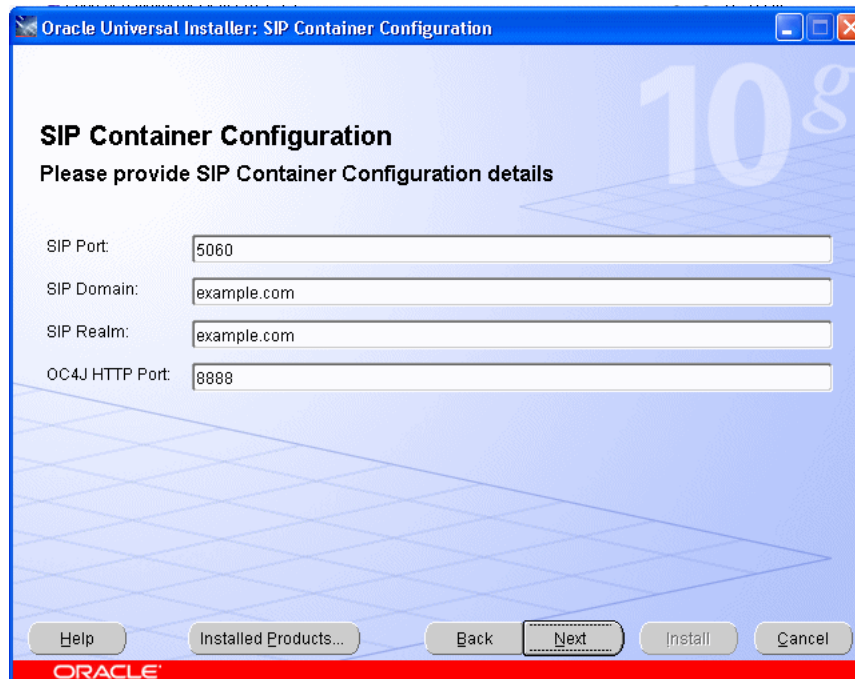 Oracle Universal Installer: SIP Container Configuration
10g
SIP Container Configuration
Please provide SIP Container Configuration details
SIP Port: 5060
SIP Domain: example.com
SIP Realm: example.com
OC4J HTTP Port: 8888
Help Installed Products... Back Next Install Cancel
ORACLE